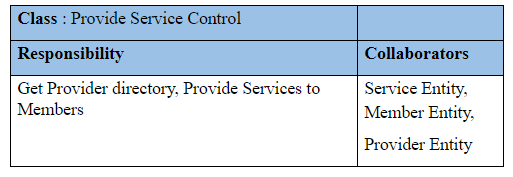 Class : Provide Service Control
Responsibility
Collaborators
Get Provider directory, Provide Services to
Members
Service Entity,
Member Entity,
Provider Entity